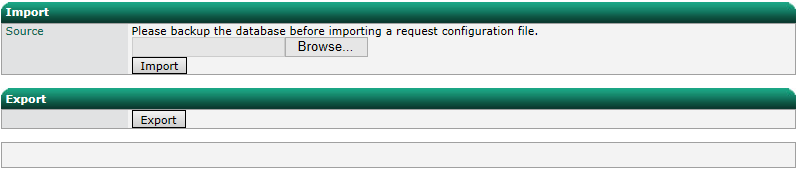 Import
Source Please backup the database before importing a request configuration file.
Browse...
Import
Export
Export